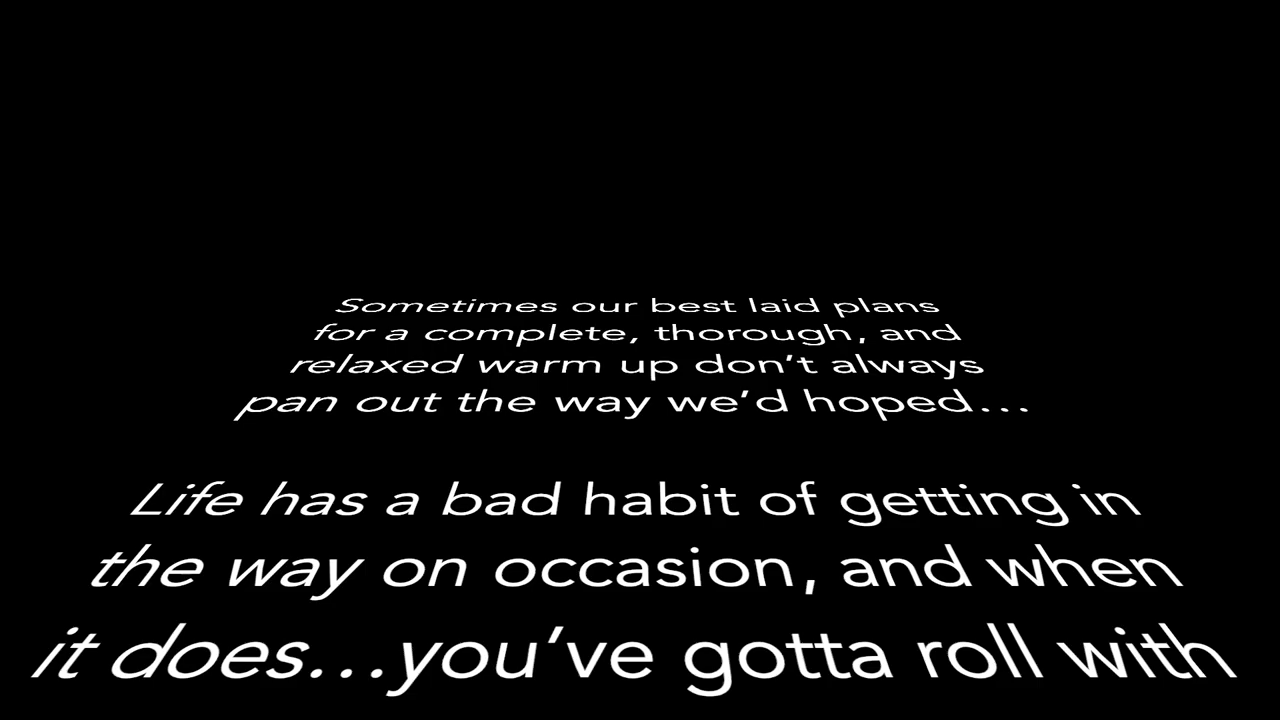 Sometimes our best laid plans
for a complete, thorough, and
relaxed warm up don’t always
pan out the way we’d hoped...
Life has a bad habit of getting in
the way on occasion, and when
it does...you’ve gotta roll with